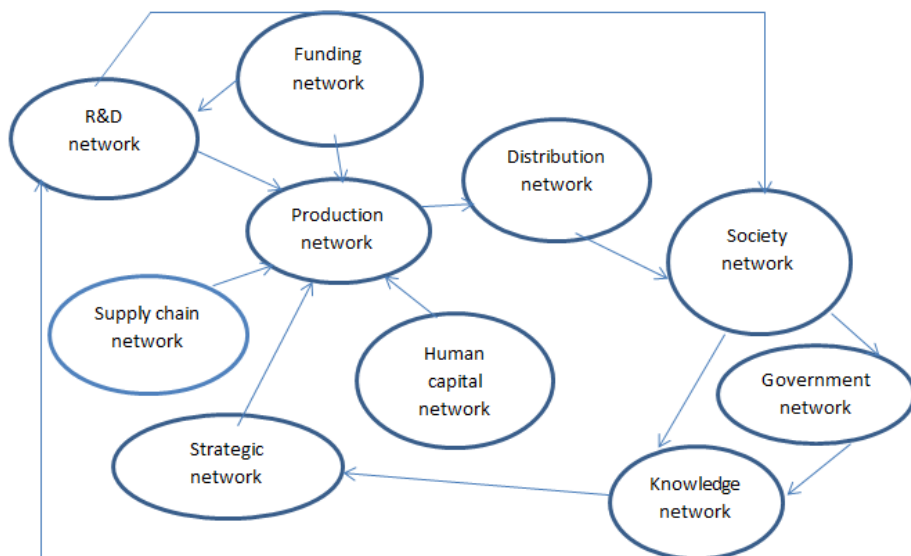 Funding
network
R&D
network
Distribution
network
Production
network
Society
network
Supply chain
network
Human
capital
network
Government
network
Strategic
network
Knowledge
network